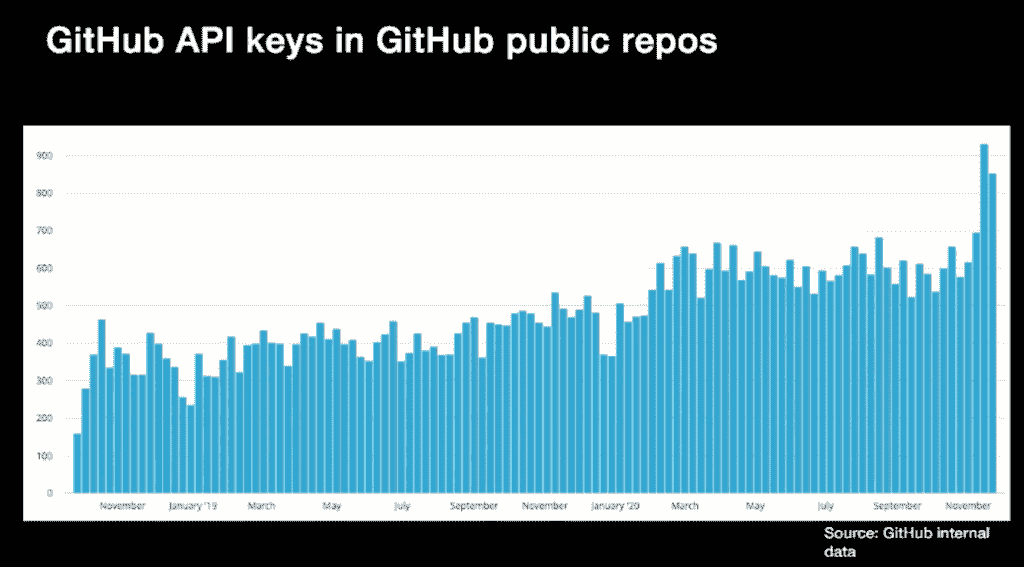 GitHub API keys in GitHub public repos
900
800
700
600
500
400
300
200
100
0
November January '19 March May July September November January '20 March May July September November
Source: GitHub internal
data